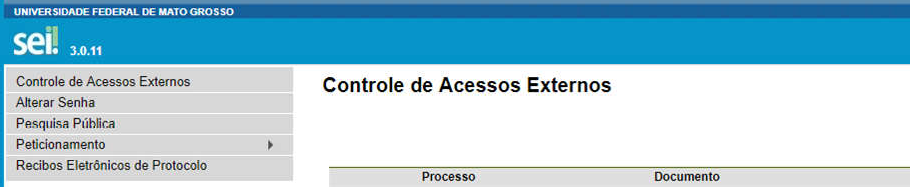 UNIVERSIDADE FEDERAL DE MATO GROSSO
sei! 3.0.11
Controle de Acessos Externos
Alterar Senha
Pesquisa Pública
Peticionamento
Recibos Eletrônicos de Protocolo
Controle de Acessos Externos
Processo Documento